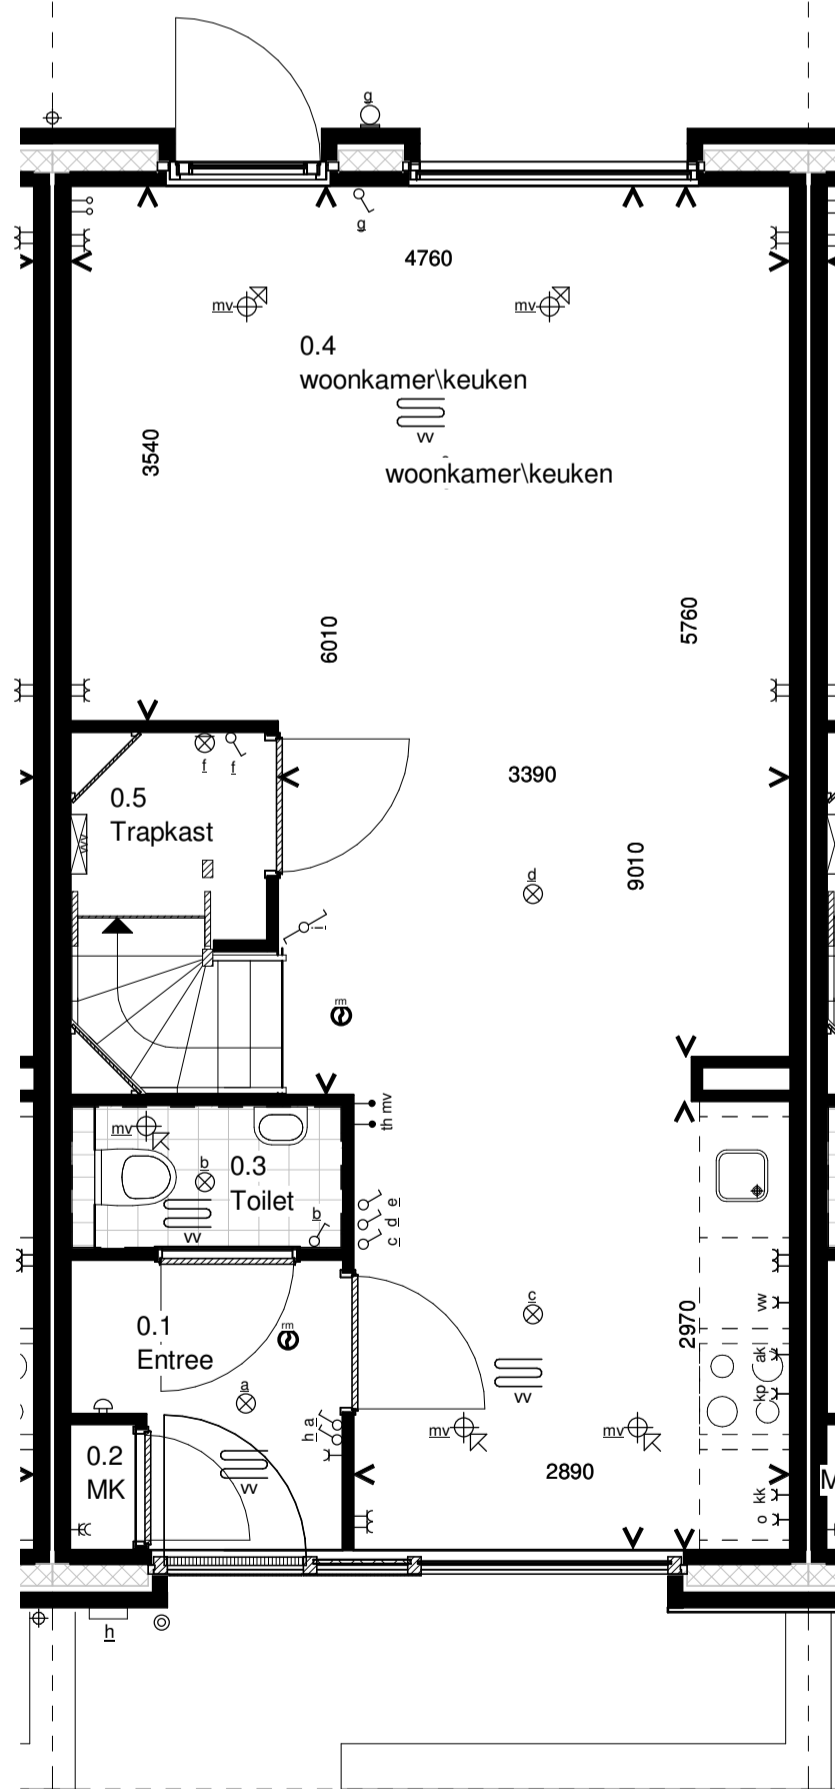 g
g
4760
mv
mv
0.4
woonkamer\keuken
vv
3540
woonkamer\keuken
6010
5760
f
f
3390
0.5
Trapkast
vv
9010
d
i
rm
mv
th mv
mv
b
0.3
Toilet
b
vv
e
d
c
c
vw
2970
0.1
Entree
rm
ak
vv
kp
a
mv
mv
h a
0.2
MK
vv
2890
kk
o
M
h